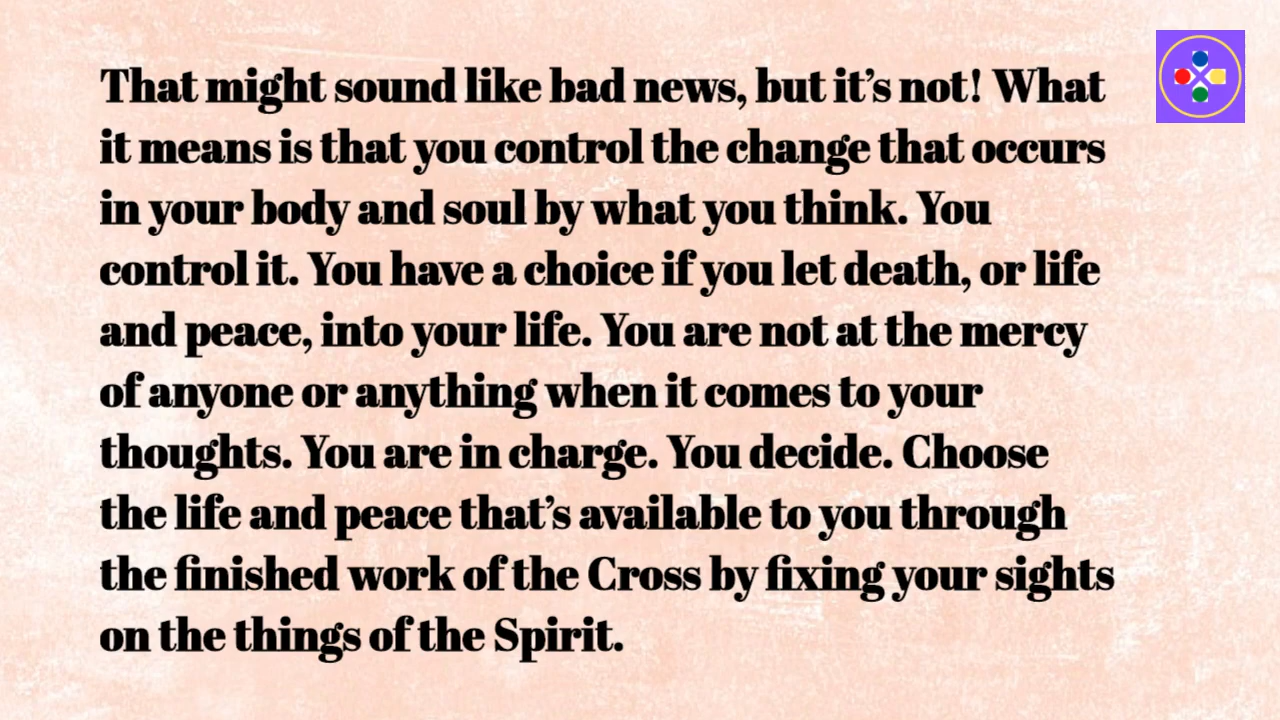 That might sound like bad news, but it’s not! What
it means is that you control the change that occurs
in your body and soul by what you think. You
control it. You have a choice if you let death, or life
and peace, into your life. You are not at the mercy
of anyone or anything when it comes to your
thoughts. You are in charge. You decide. Choose
the life and peace that’s available to you through
the finished work of the Cross by fixing your sights
on the things of the Spirit.